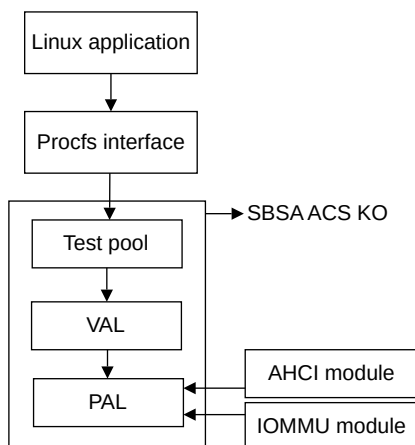 Linux application
Procfs interface
SBSA ACS KO
Test pool
VAL
PAL
AHCI module
IOMMU module